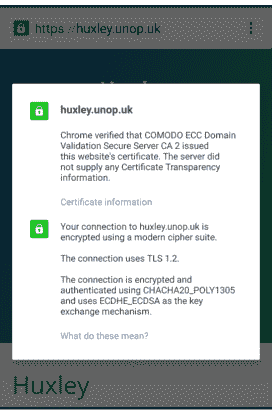 https://huxley.unop.uk
huxley.unop.uk
Chrome verified that COMODO ECC Domain
Validation Secure Server CA 2 issued
this website's certificate. The server did
not supply any Certificate Transparency
information.
Certificate information
Your connection to huxley.unop.uk is
encrypted using a modern cipher suite.
The connection uses TLS 1.2.
The connection is encrypted and
authenticated using CHACHA20_POLY1305
and uses ECDHE_ECDSA as the key
exchange mechanism.
What do these mean?
Huxley